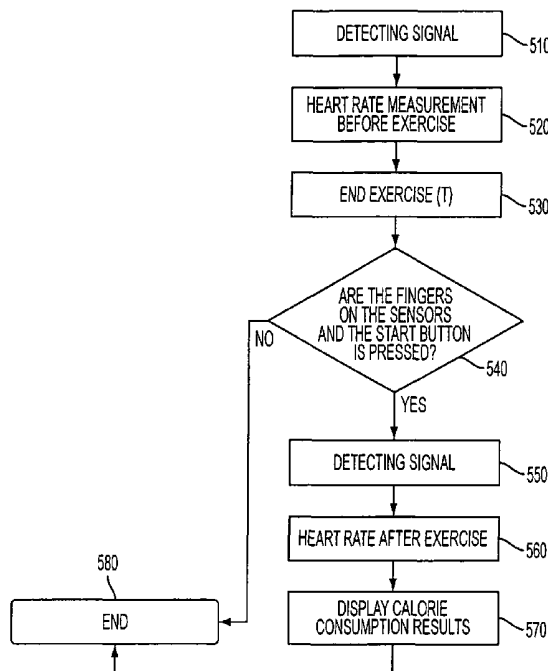 DETECTING SIGNAL
510
HEART RATE MEASUREMENT
BEFORE EXERCISE
520
END EXERCISE (T)
530
ARE THE FINGERS
ON THE SENSORS
AND THE START BUTTON
IS PRESSED?
NO
540
YES
DETECTING SIGNAL
550
HEART RATE AFTER EXERCISE
560
580
END
DISPLAY CALORIE
CONSUMPTION RESULTS
570